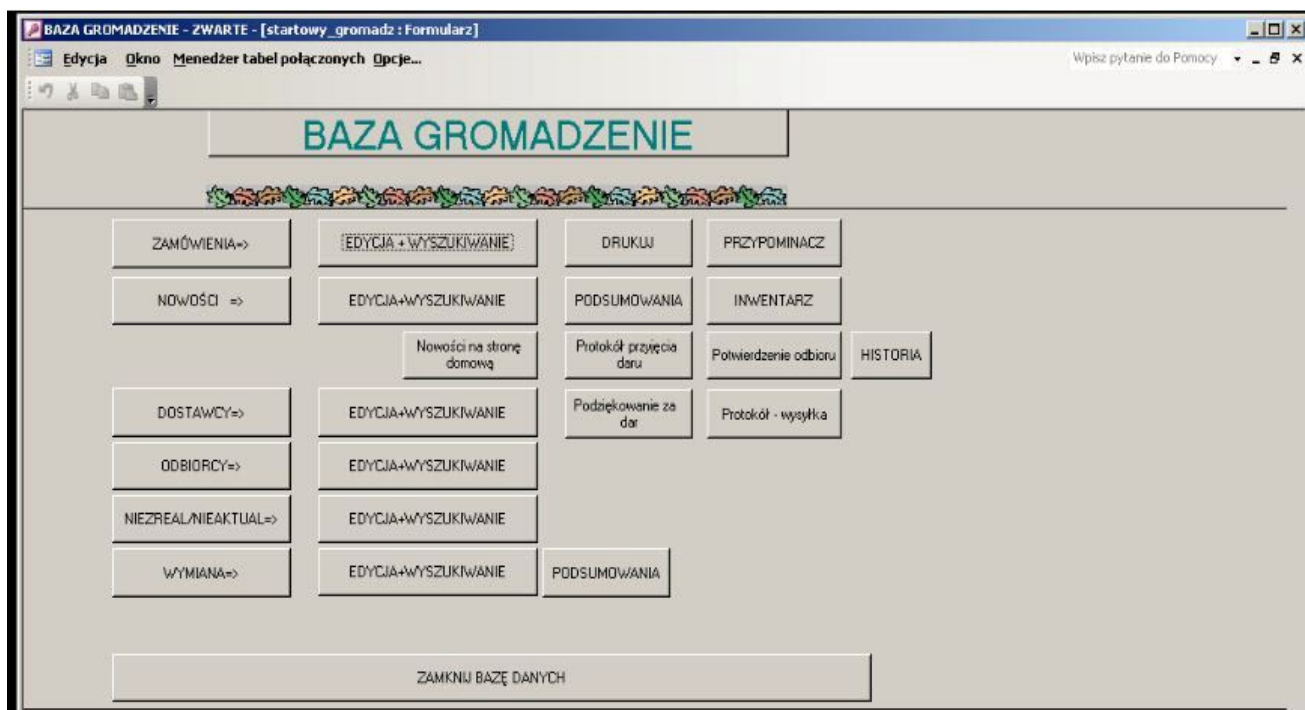 BAZA GROMADZENIE - ZWARTE - [startowy_gromadz : Formularz]
Edycja Okno Menedżer tabel połączonych Opcje... Wpisz pytanie do Pomocy
BAZA GROMADZENIE
ZAMÓWIENIA=> EDYCJA + WYSZUKIWANIE DRUKUJ PRZYPOMINACZ
NOWOŚCI => EDYCJA+WYSZUKIWANIE PODSUMOWANIA INWENTARZ
Nowości na stronę
domową
Protokół przyjęcia
daru
Potwierdzenie odbioru HISTORIA
DOSTAWCY=> EDYCJA+WYSZUKIWANIE
Podziękowanie za
dar
Protokół - wysyłka
ODBIORCY=> EDYCJA+WYSZUKIWANIE
NIEZREAL/NIEAKTUAL=> EDYCJA+WYSZUKIWANIE
WYMIANA=> EDYCJA+WYSZUKIWANIE PODSUMOWANIA
ZAMKNIJ BAZĘ DANYCH